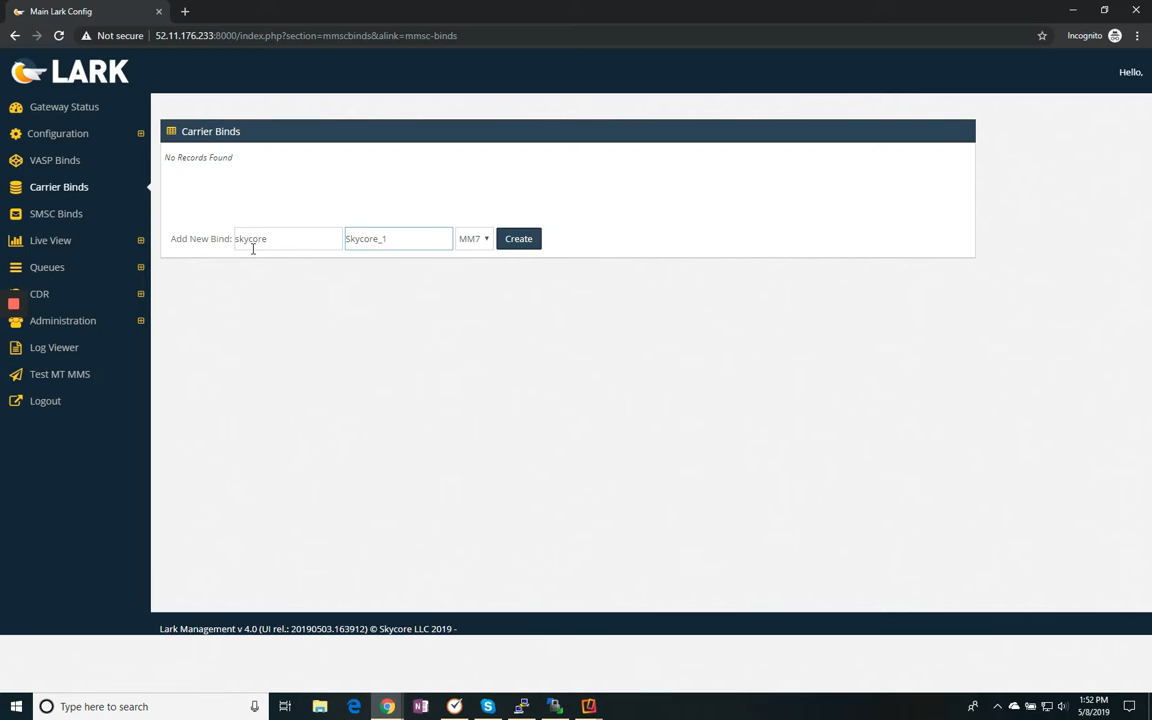 Main Lark Config
Not secure 52.11.176.233:8000/index.php?section=mmscbinds&alink=mmsc-binds
Incognito
LARK
Hello,
Gateway Status
Configuration
VASP Binds
Carrier Binds
SMSC Binds
Live View
Queues
CDR
Administration
Log Viewer
Test MT MMS
Logout
Carrier Binds
No Records Found
Add New Bind: skycore Skycore_1 MM7 Create
Lark Management v 4.0 (UI rel.: 20190503.163912) © Skycore LLC 2019 -
Type here to search
1:52 PM
5/8/2019